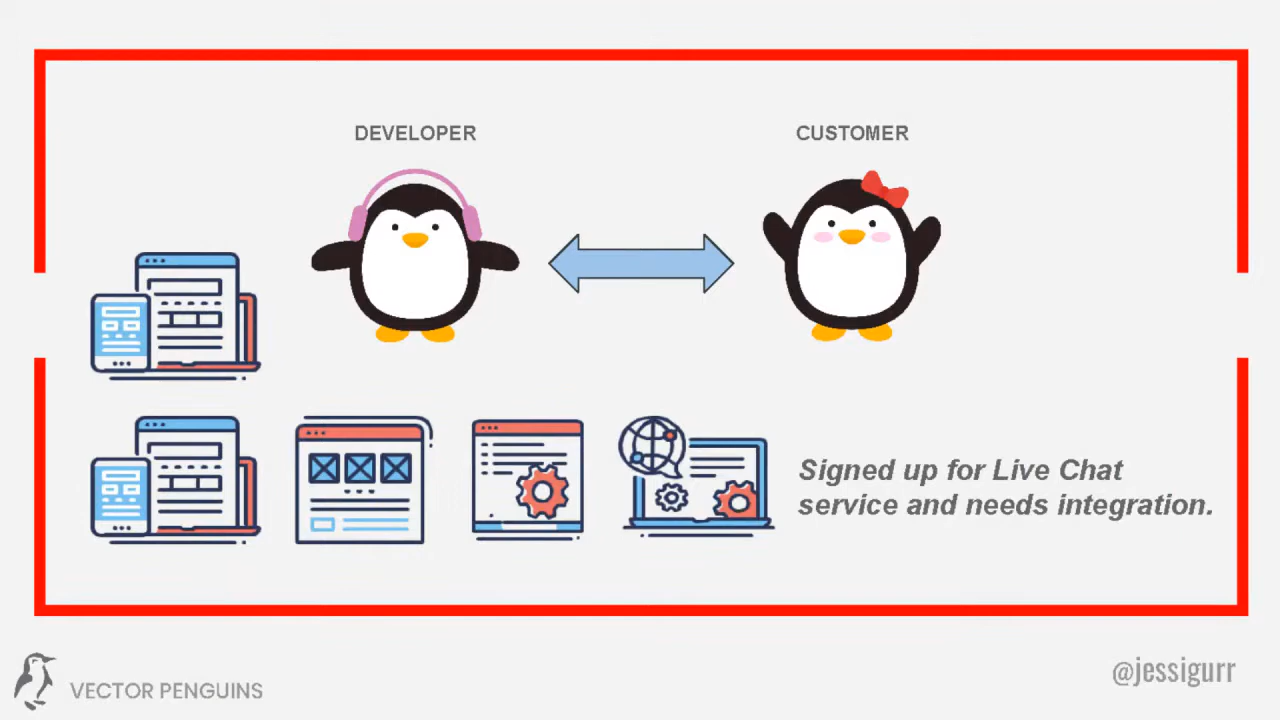 DEVELOPER
CUSTOMER
Signed up for Live Chat
service and needs integration.
VECTOR PENGUINS
@jessigurr